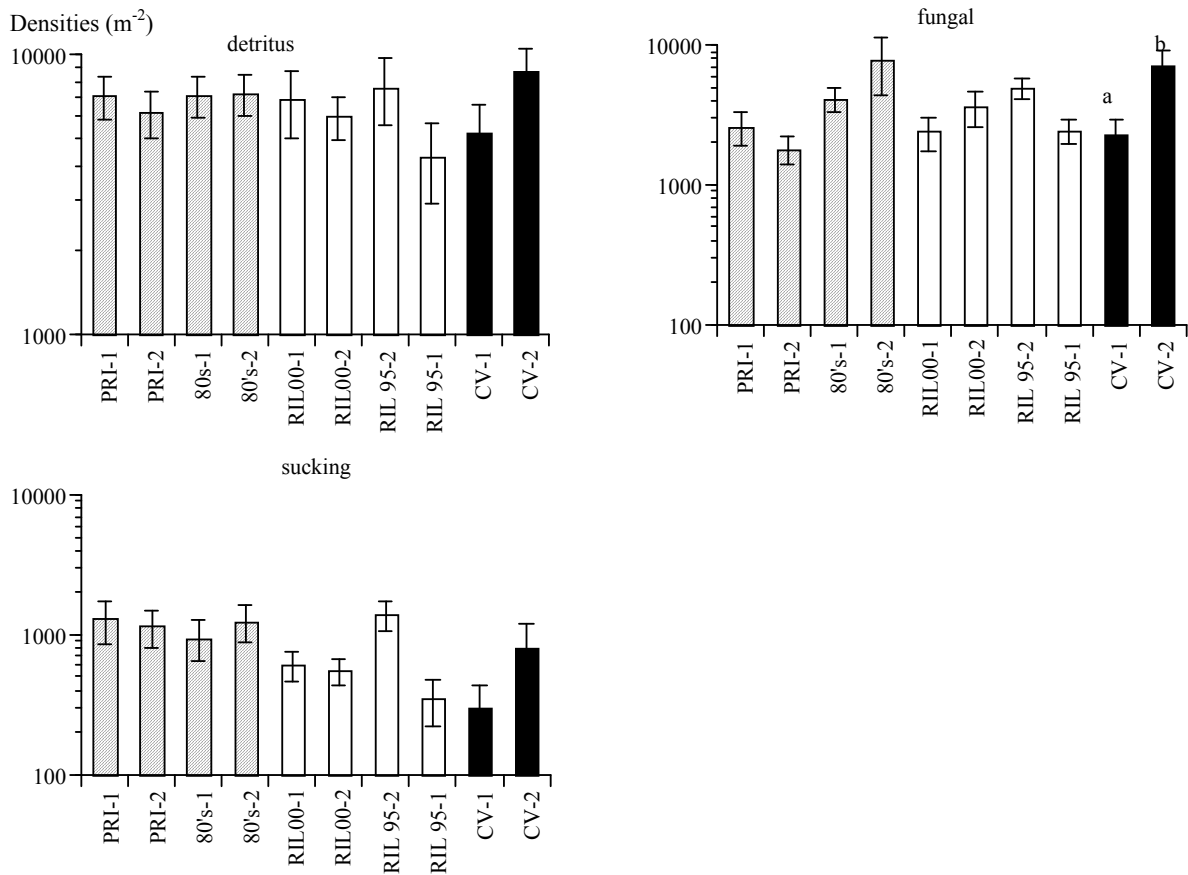 Densities (m-2)
detritus
10000
1000
PRI-1
PRI-2
80s-1
80's-2
RIL00-1
RIL00-2
RIL 95-2
RIL 95-1
CV-1
CV-2
fungal
10000
1000
100
a
b
PRI-1
PRI-2
80's-1
80's-2
RIL00-1
RIL00-2
RIL 95-2
RIL 95-1
CV-1
CV-2
sucking
10000
1000
100
PRI-1
PRI-2
80's-1
80's-2
RIL00-1
RIL00-2
RIL 95-2
RIL 95-1
CV-1
CV-2